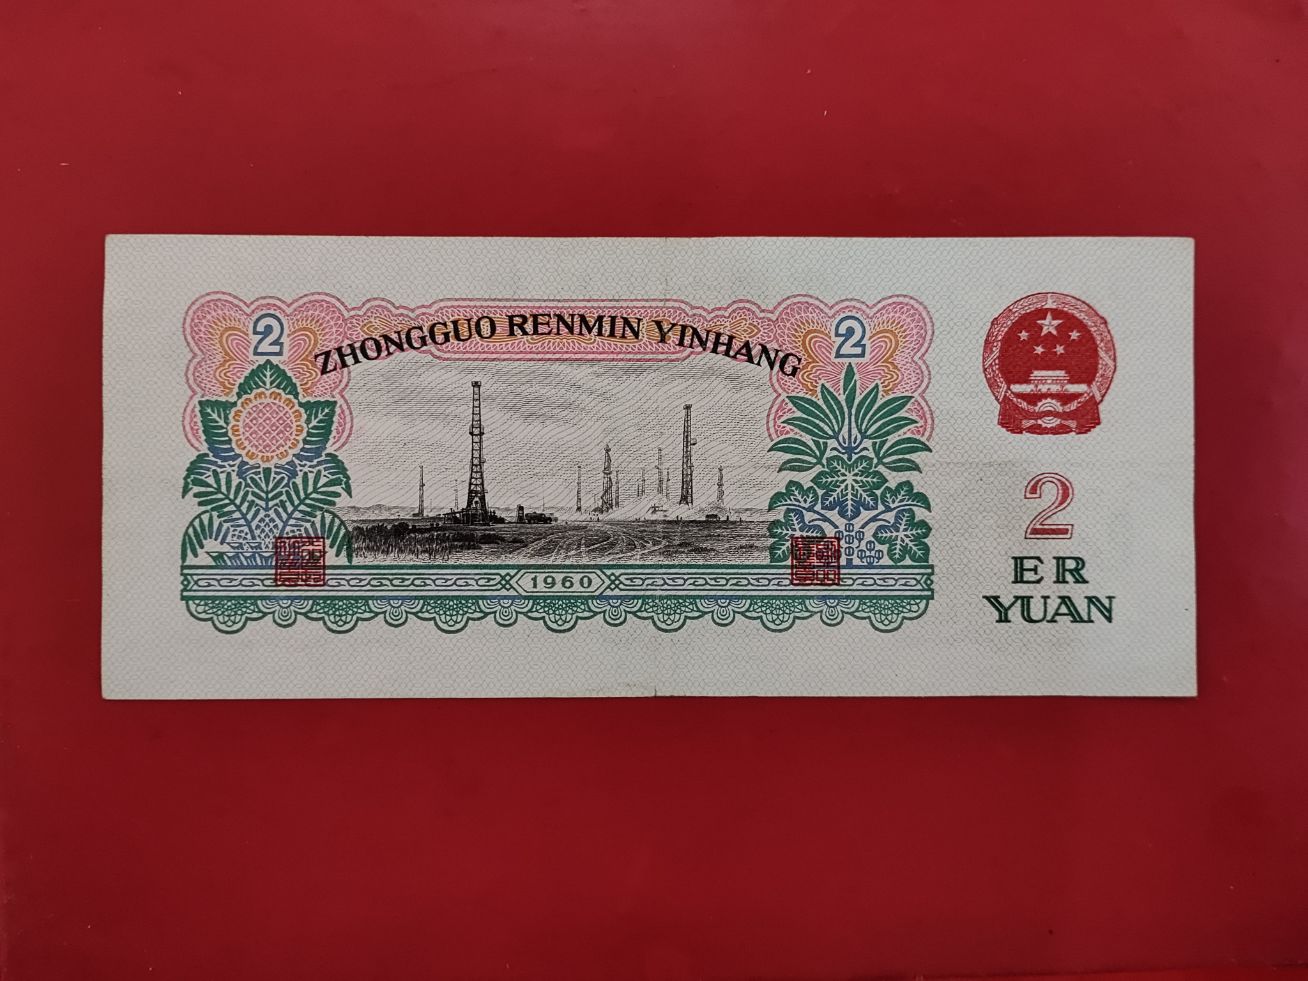 2
2
ZHONGGUO RENMIN YINHANG
2
ER
YUAN
1960